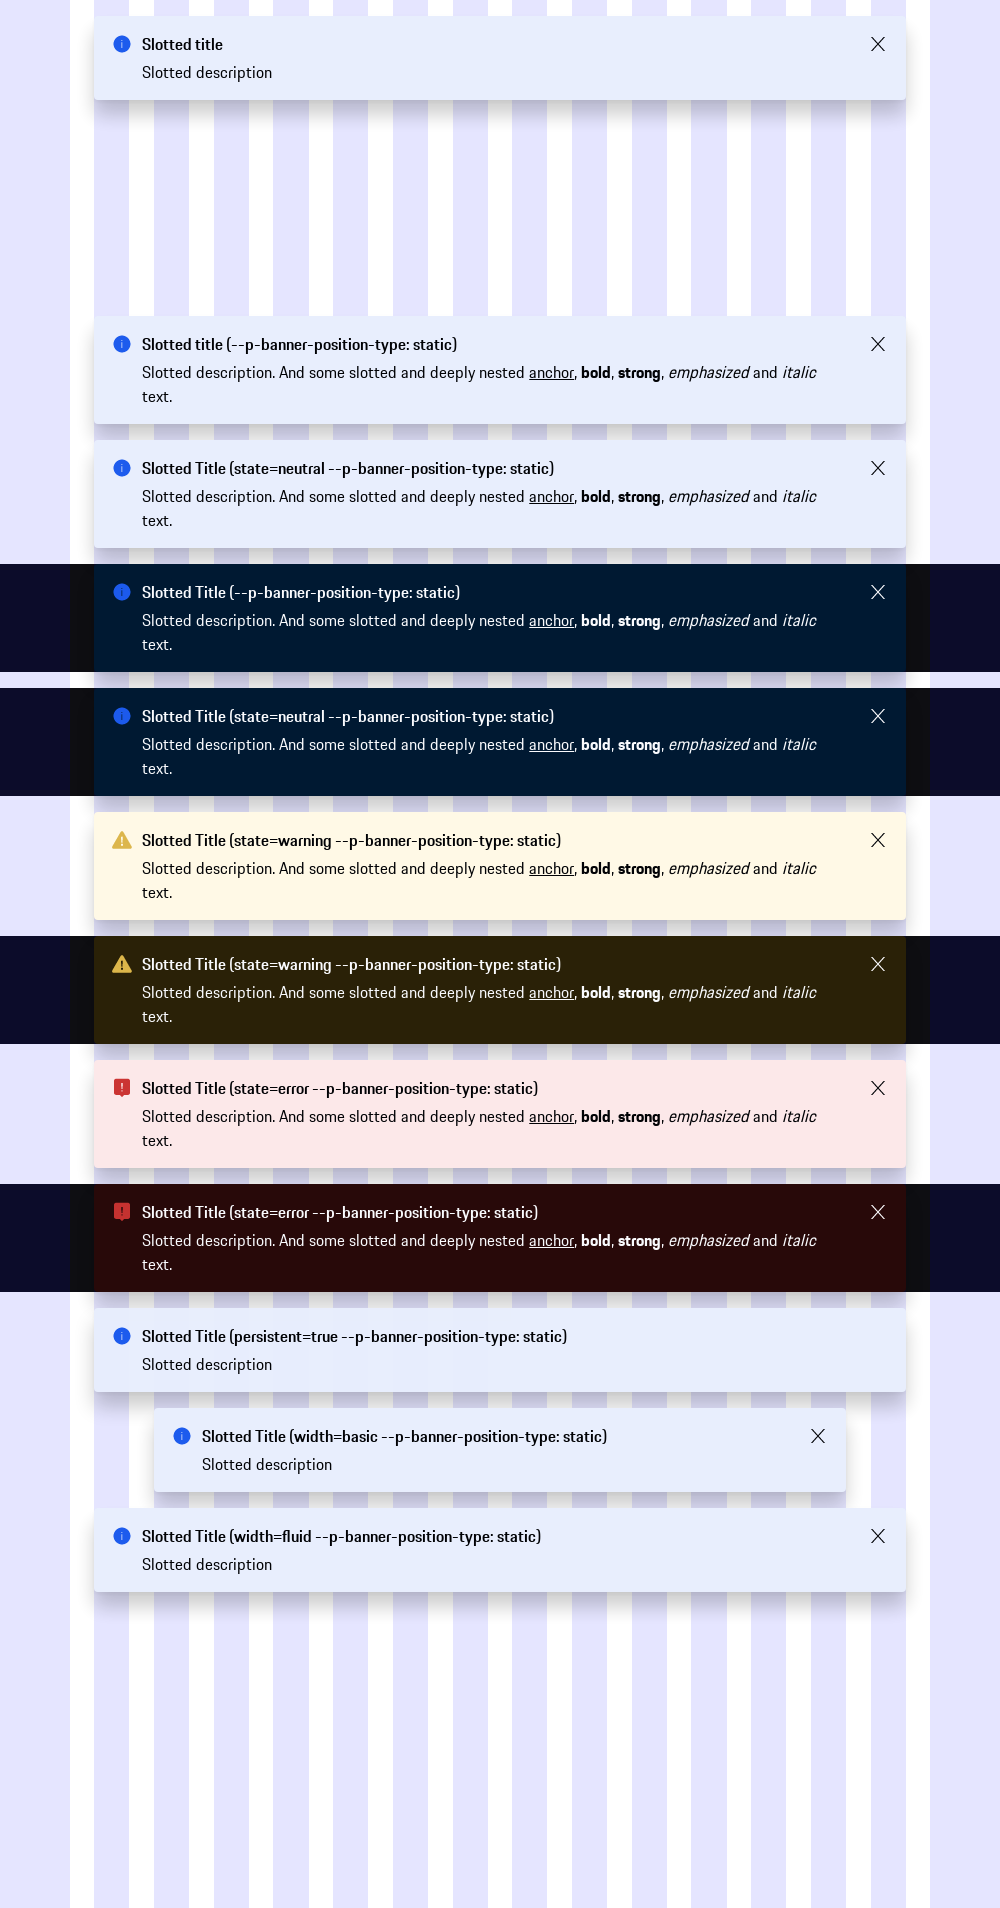 Slotted title
Slotted description
Slotted title (--p-banner-position-type: static)
Slotted description. And some slotted and deeply nested anchor, bold, strong, emphasized and italic
text.
Slotted Title (state=neutral --p-banner-position-type: static)
Slotted description. And some slotted and deeply nested anchor, bold, strong, emphasized and italic
text.
Slotted Title (--p-banner-position-type: static)
Slotted description. And some slotted and deeply nested anchor, bold, strong, emphasized and italic
text.
Slotted Title (state=neutral --p-banner-position-type: static)
Slotted description. And some slotted and deeply nested anchor, bold, strong, emphasized and italic
text.
Slotted Title (state=warning --p-banner-position-type: static)
Slotted description. And some slotted and deeply nested anchor, bold, strong, emphasized and italic
text.
Slotted Title (state=warning --p-banner-position-type: static)
Slotted description. And some slotted and deeply nested anchor, bold, strong, emphasized and italic
text.
Slotted Title (state=error --p-banner-position-type: static)
Slotted description. And some slotted and deeply nested anchor, bold, strong, emphasized and italic
text.
Slotted Title (state=error --p-banner-position-type: static)
Slotted description. And some slotted and deeply nested anchor, bold, strong, emphasized and italic
text.
Slotted Title (persistent=true --p-banner-position-type: static)
Slotted description
Slotted Title (width=basic --p-banner-position-type: static)
Slotted description
Slotted Title (width=fluid --p-banner-position-type: static)
Slotted description